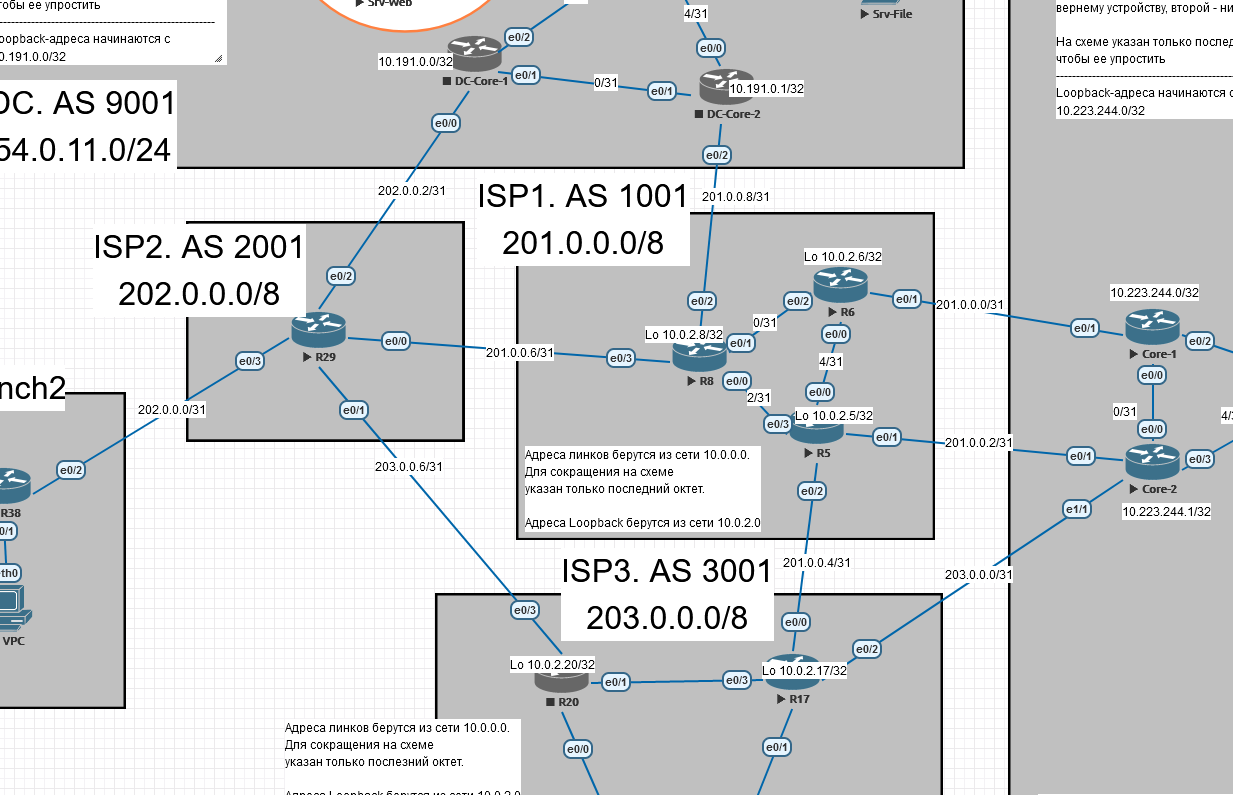 чтобы ее упростить
----------------------------------------
Loopback-адреса начинаются с
0.191.0.0/32
Srv-Web
4/31
Srv-File
вернему устройству, второй - ни
На схеме указан только послед
чтобы ее упростить
----------------------------------------
Loopback-адреса начинаются с
10.223.244.0/32
e0/2
e0/0
10.191.0.0/32
DC-Core-1
e0/1
0/31
e0/1
10.191.0.1/32
DC-Core-2
DC. AS 9001
54.0.11.0/24
e0/0
e0/2
202.0.0.2/31
201.0.0.8/31
ISP1. AS 1001
201.0.0.0/8
ISP2. AS 2001
202.0.0.0/8
e0/2
R29
e0/0
e0/3
e0/1
201.0.0.6/31
Lo 10.0.2.6/32
R6
e0/2
e0/1
e0/0
0/31
e0/2
Lo 10.0.2.8/32
e0/1
e0/3
R8
e0/0
4/31
e0/0
2/31
e0/3
Lo 10.0.2.5/32
R5
e0/1
e0/2
201.0.0.0/31
201.0.0.2/31
10.223.244.0/32
e0/1
Core-1
e0/2
e0/0
0/31
4/3
e0/0
e0/1
e0/3
Core-2
e1/1
10.223.244.1/32
nch2
202.0.0.0/31
e0/2
R38
0/1
th0
VPC
203.0.0.6/31
Адреса линков берутся из сети 10.0.0.0.
Для сокращения на схеме
указан только последний октет.
Адреса Loopback берутся из сети 10.0.2.0
201.0.0.4/31
203.0.0.0/31
ISP3. AS 3001
203.0.0.0/8
e0/3
e0/0
e0/2
Lo 10.0.2.20/32
e0/1
e0/3
Lo 10.0.2.17/32
R20
R17
e0/0
e0/1
Адреса линков берутся из сети 10.0.0.0.
Для сокращения на схеме
указан только послезний октет.
Адреса Loopback берутся из сети 10.0.2.0